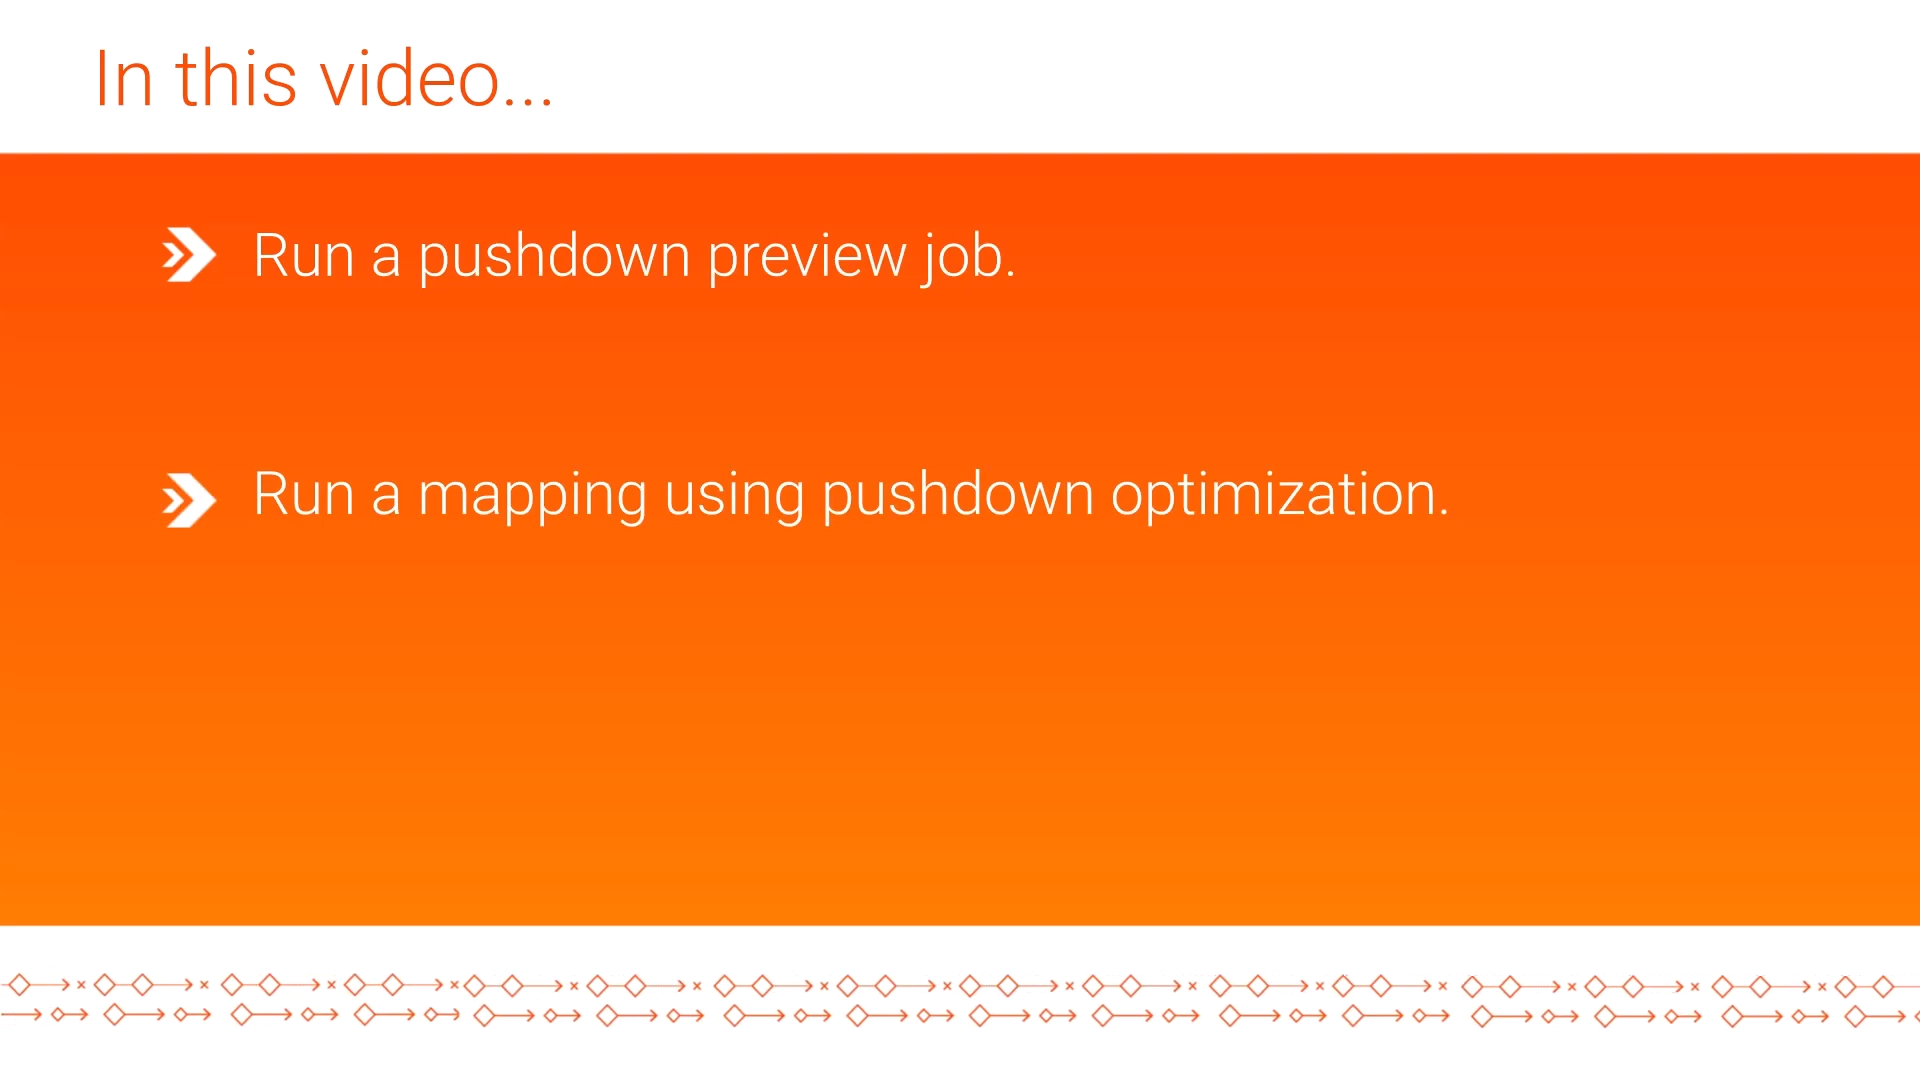 In this video...
Run a pushdown preview job.
Run a mapping using pushdown optimization.